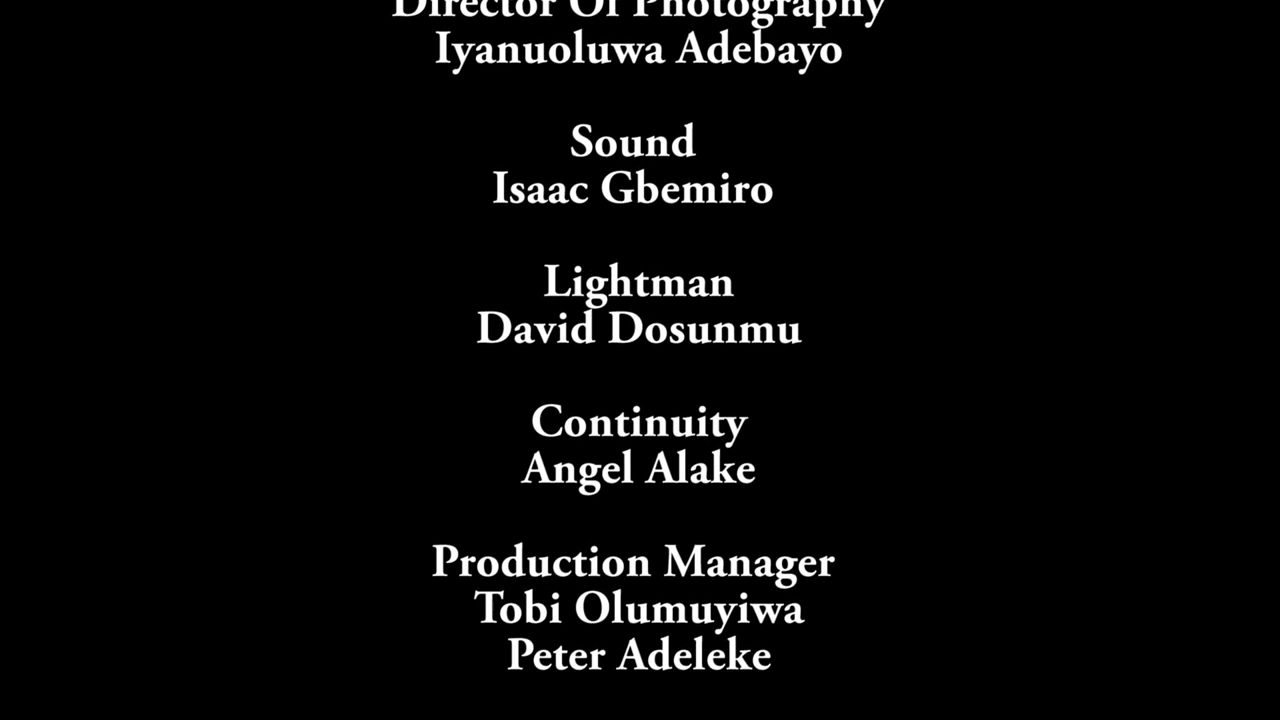 Director Of Photography
Iyanuoluwa Adebayo
Sound
Isaac Gbemiro
Lightman
David Dosunmu
Continuity
Angel Alake
Production Manager
Tobi Olumuyiwa
Peter Adeleke